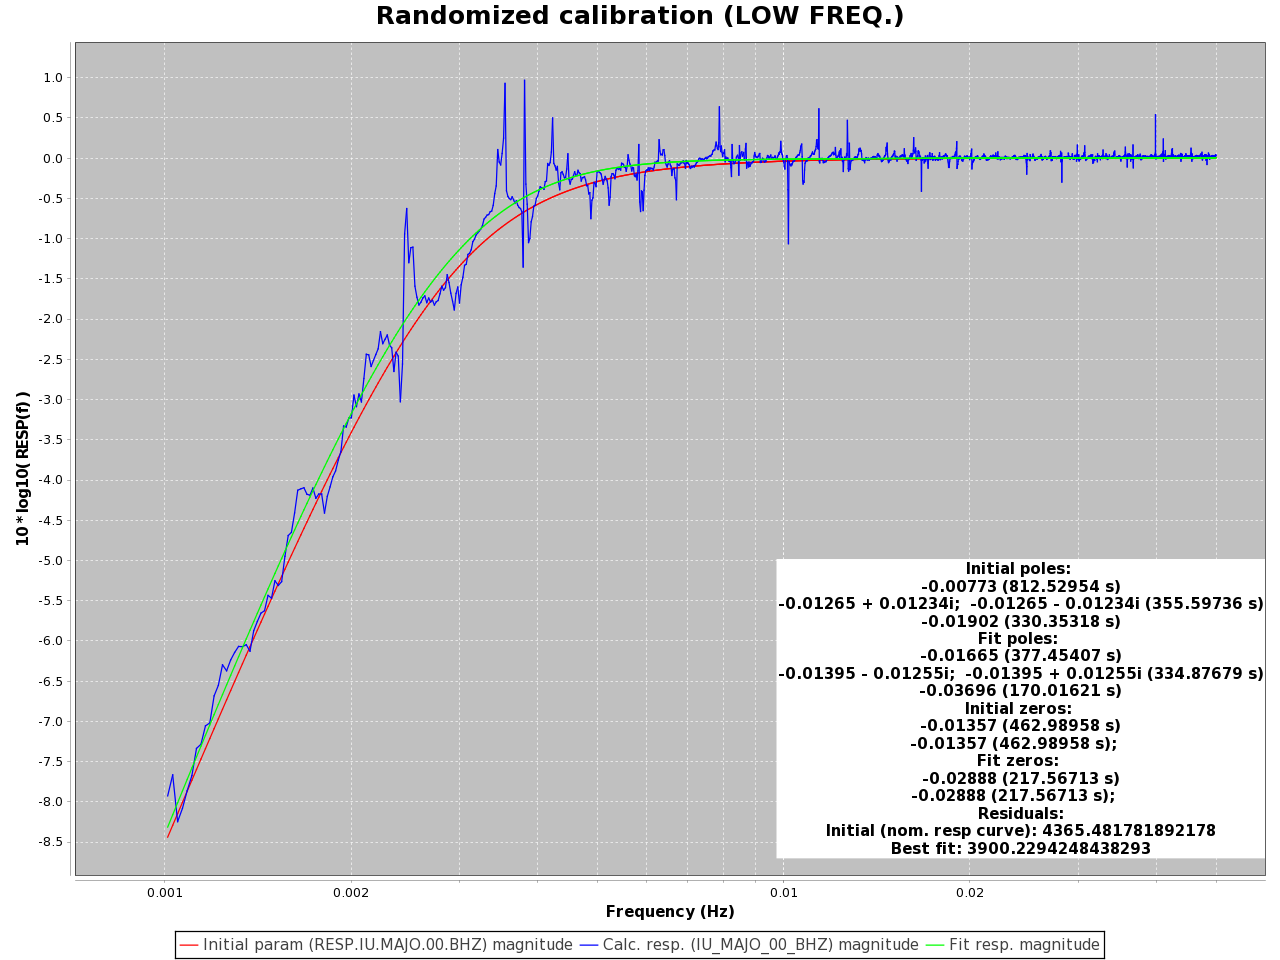 Randomized calibration (LOW FREQ.)
10 * log10( RESP(f) )
1.0
0.5
0.0
-0.5
-1.0
-1.5
-2.0
-2.5
-3.0
-3.5
-4.0
-4.5
-5.0
-5.5
-6.0
-6.5
-7.0
-7.5
-8.0
-8.5
Initial poles:
-0.00773 (812.52954 s)
-0.01265 + 0.01234i;  -0.01265 - 0.01234i (355.59736 s)
-0.01902 (330.35318 s)
Fit poles:
-0.01665 (377.45407 s)
-0.01395 - 0.01255i;  -0.01395 + 0.01255i (334.87679 s)
-0.03696 (170.01621 s)
Initial zeros:
-0.01357 (462.98958 s)
-0.01357 (462.98958 s);
Fit zeros:
-0.02888 (217.56713 s)
-0.02888 (217.56713 s);
Residuals:
Initial (nom. resp curve): 4365.481781892178
Best fit: 3900.2294248438293
0.001 0.002 0.01 0.02
Frequency (Hz)
Initial param (RESP.IU.MAJO.00.BHZ) magnitude Calc. resp. (IU_MAJO_00_BHZ) magnitude Fit resp. magnitude